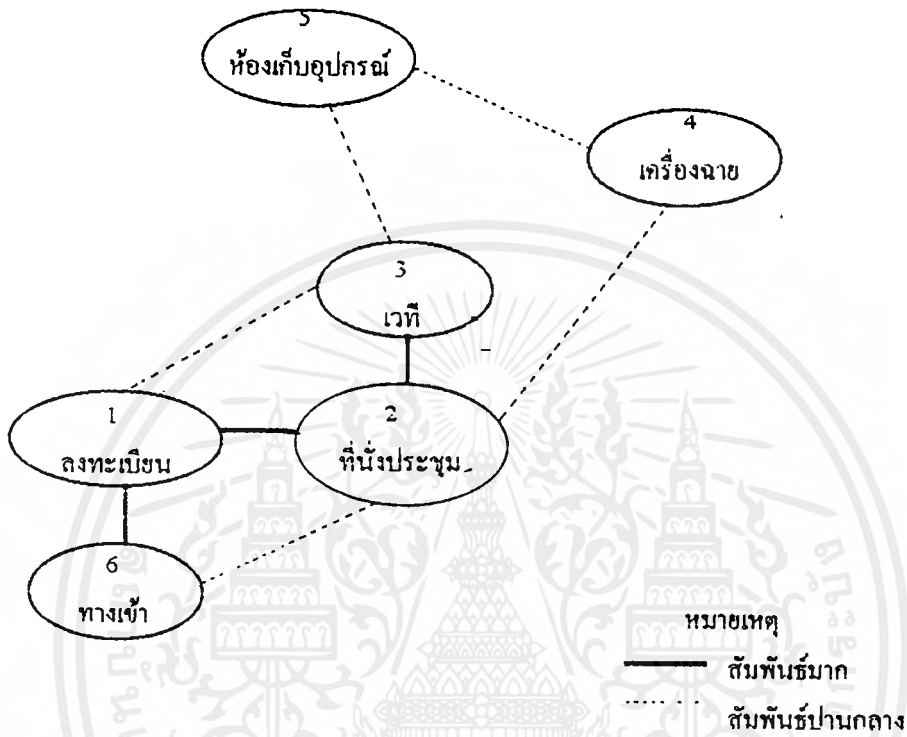 5
ห้องเก็บอุปกรณ์
4
เครื่องฉาย
3
เวที
1
ลงทะเบียน
2
ที่นั่งประชุม
6
ทางเข้า
หมายเหตุ
สัมพันธ์มาก
สัมพันธ์ปานกลาง